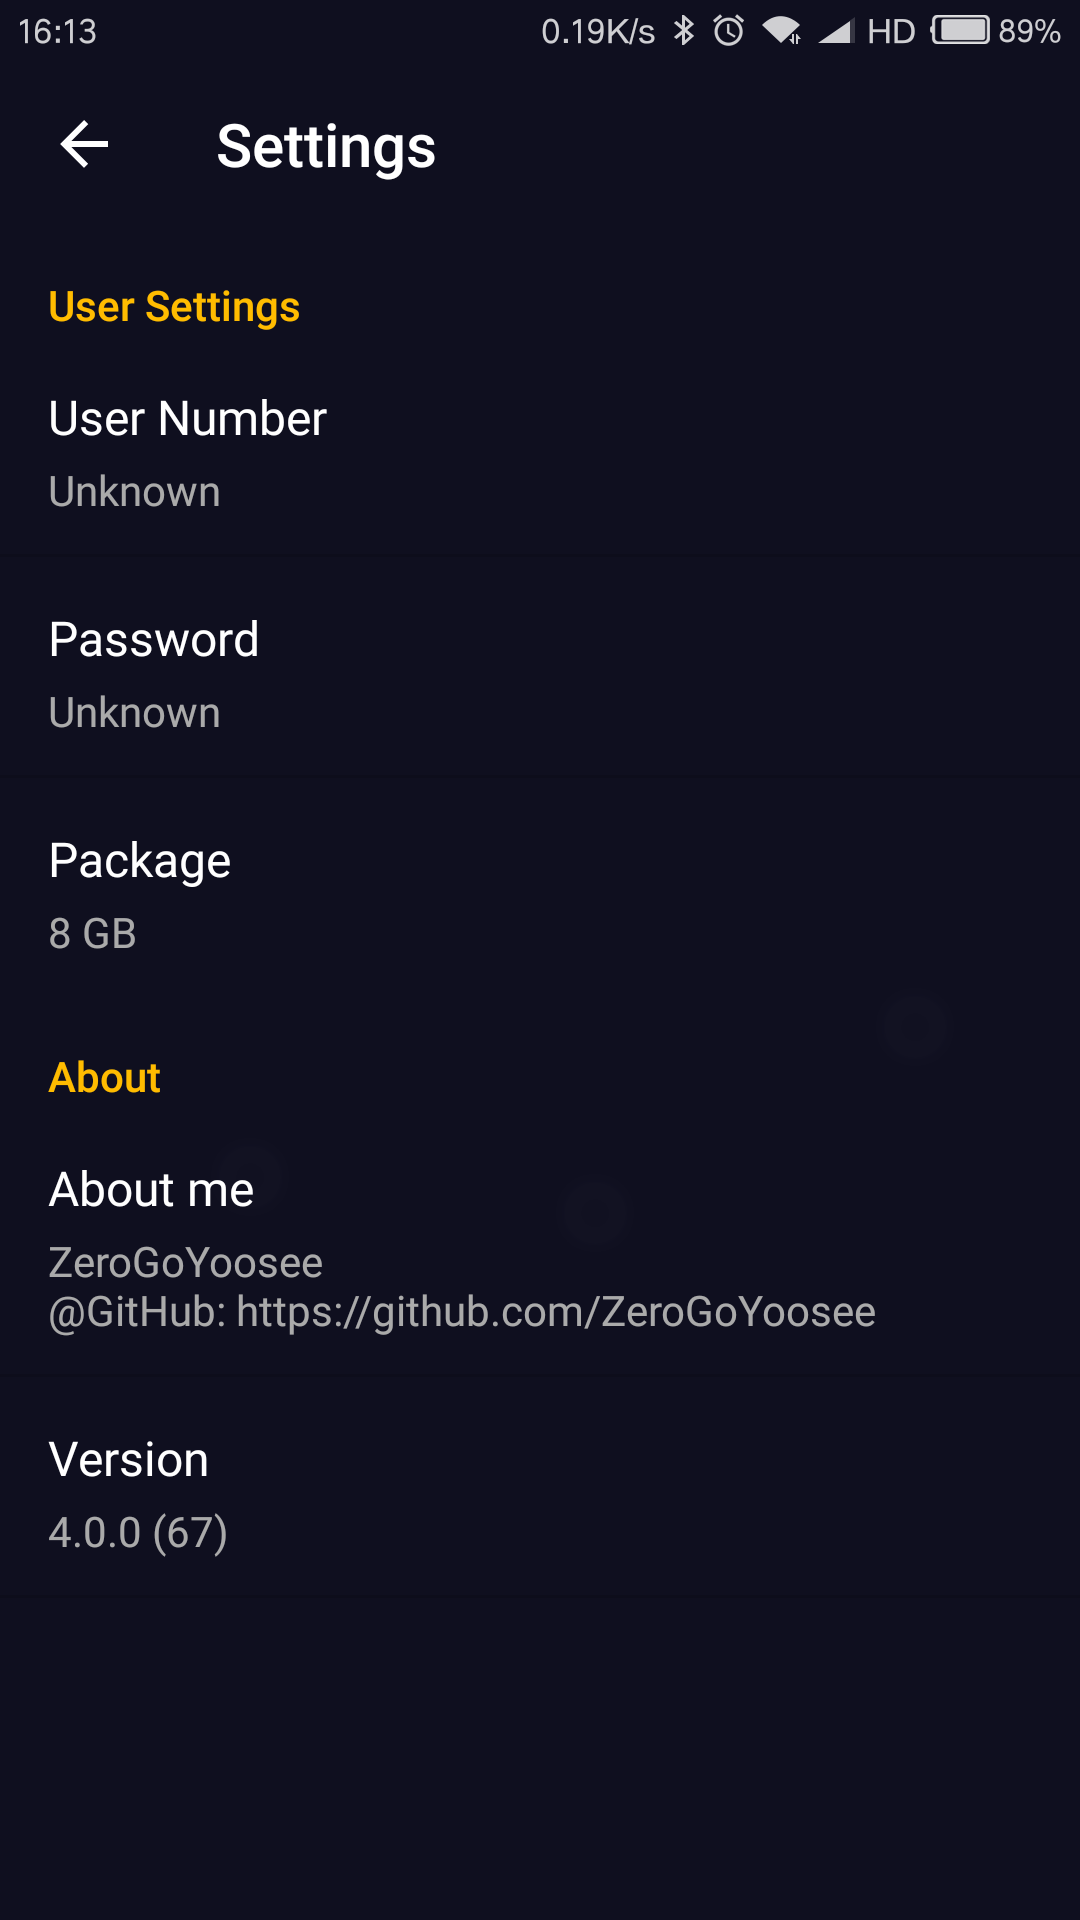 16:13 0.19K/s HD 89%
Settings
User Settings
User Number
Unknown
Password
Unknown
Package
8 GB
About
About me
ZeroGoYoosee
@GitHub: https://github.com/ZeroGoYoosee
Version
4.0.0 (67)